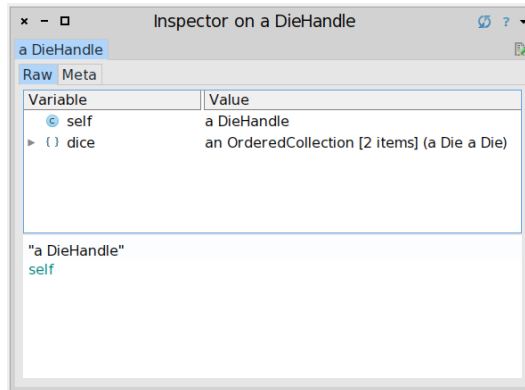 Inspector on a DieHandle
?
a DieHandle
Raw Meta
Variable Value
self a DieHandle
dice an OrderedCollection [2 items] (a Die a Die)
"a DieHandle"
self